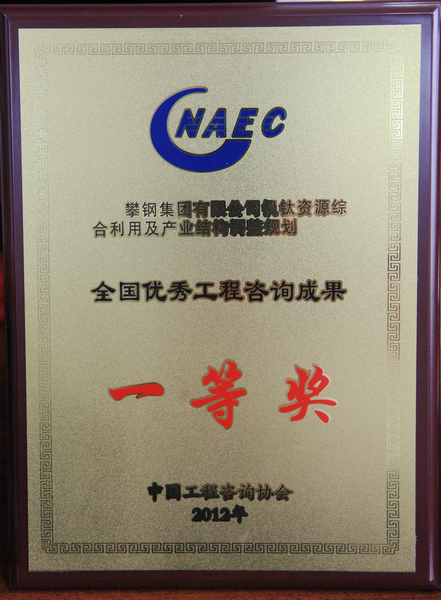 CNAEC
攀钢集团有限公司钒钛资源综
合利用及产业结构调整规划
全国优秀工程咨询成果
一等奖
中国工程咨询协会
2012年